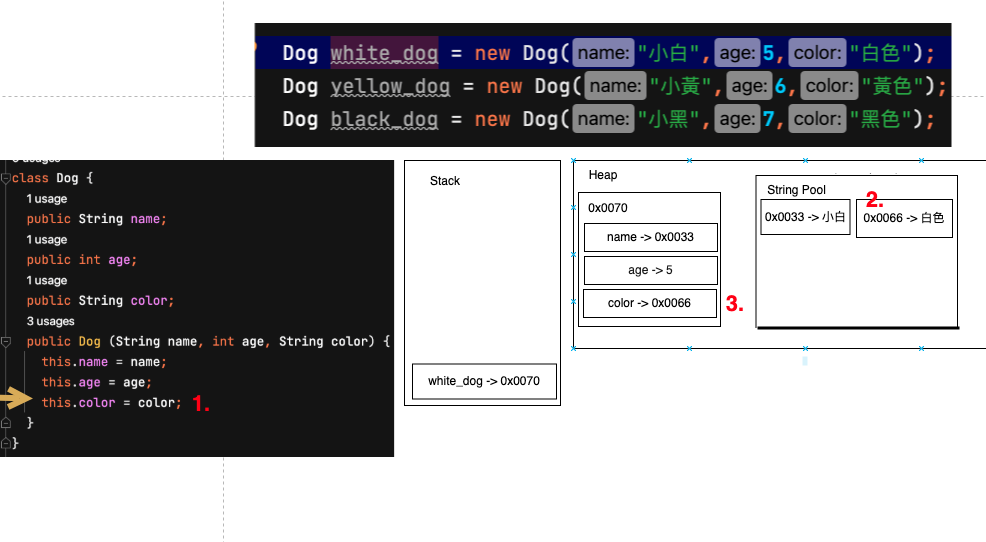 Dog white_dog = new Dog( name: "小白", age: 5, color: "白色");
Dog yellow_dog = new Dog( name: "小黃", age: 6, color: "黃色");
Dog black_dog = new Dog( name: "小黑", age: 7, color: "黑色");
usages
class Dog {
1 usage
public String name;
1 usage
public int age;
1 usage
public String color;
3 usages
public Dog (String name, int age, String color) {
this.name = name;
this.age = age;
this.color = color; 1.
}
}
Stack
white_dog -> 0x0070
Heap
0x0070
name -> 0x0033
age -> 5
color -> 0x0066
3.
String Pool
2.
0x0033 -> 小白
0x0066 -> 白色